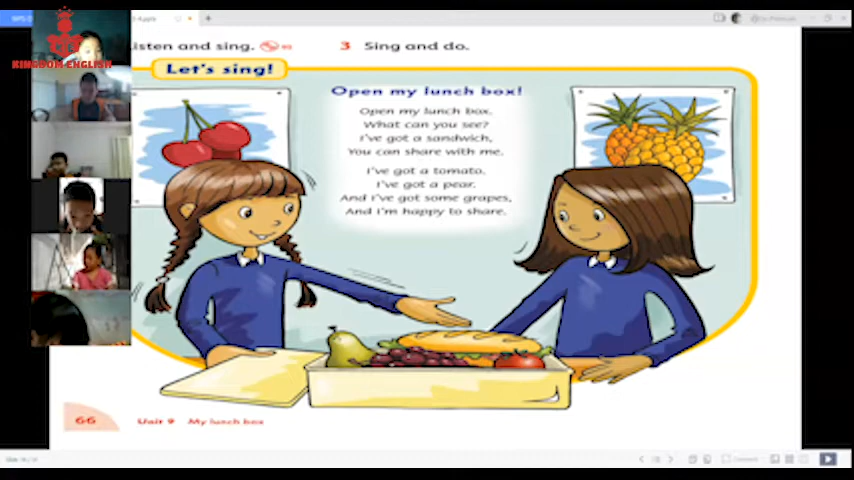 Listen and sing.
3 Sing and do.
KINGDOM ENGLISH
Let's sing!
Open my lunch box!
Open my lunch box.
What can you see?
I've got a sandwich,
You can share with me.
I've got a tomato.
I've got a pear.
And I've got some grapes,
And I'm happy to share.
66 Unit 9 My lunch box